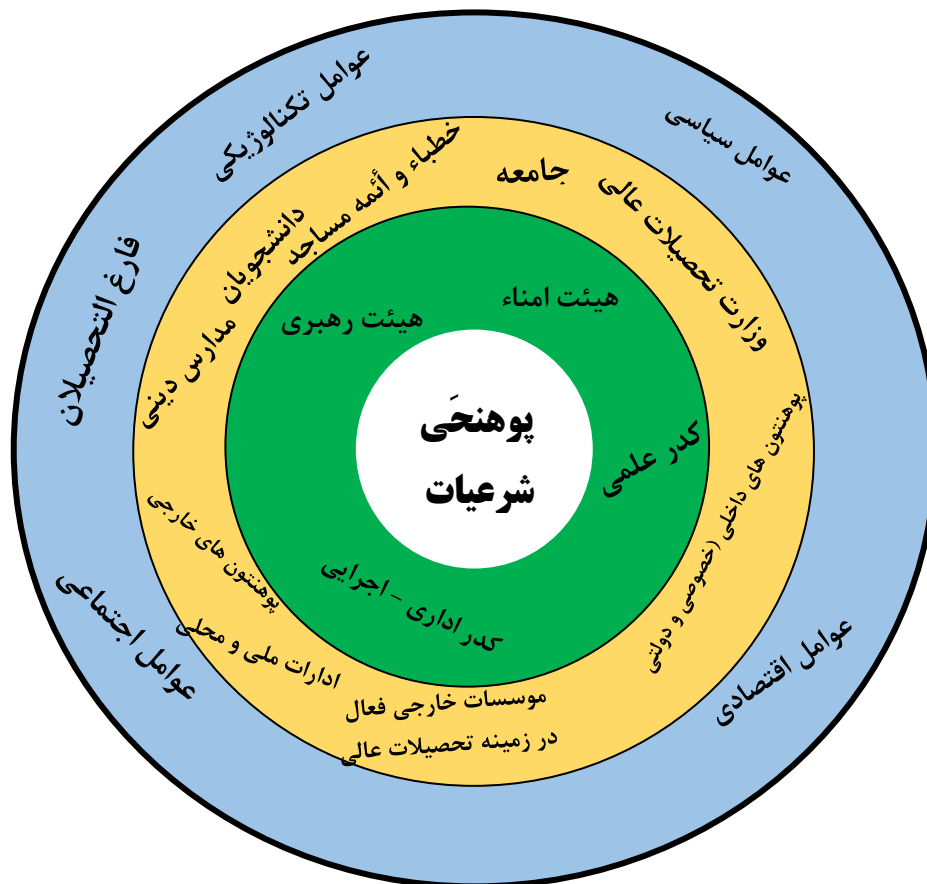 عوامل تکنالوژیکی
عوامل سیاسی
خطباء و أئمه مساجد
جامعه
وزارت تحصیلات عالی
دانشجویان مدارس دینی
فارغ التحصیلان
هیئت امناء
هیئت رهبری
پوهنحَی
شرعیات
کدر علمی
پوهنتون های داخلی (خصوصی و دولتی
پوهنتون های خارجی
کدر اداری - اجرایی
عوامل اجتماعی
ادارات ملی و محلی
عوامل اقتصادی
موسسات خارجی فعال
در زمینه تحصیلات عالی